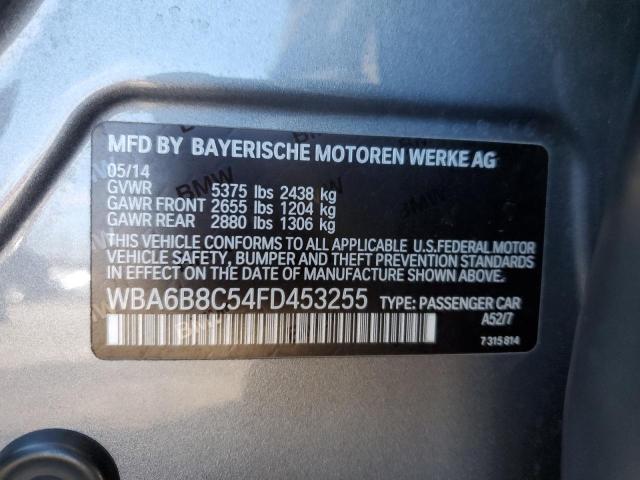 MFD BY BAYERISCHE MOTOREN WERKE AG
05/14
GVWR 5375 lbs 2438 kg
GAWR FRONT 2655 lbs 1204 kg
GAWR REAR 2880 lbs 1306 kg
THIS VEHICLE CONFORMS TO ALL APPLICABLE U.S.FEDERAL MOTOR
VEHICLE SAFETY, BUMPER AND THEFT PREVENTION STANDARDS
IN EFFECT ON THE DATE OF MANUFACTURE SHOWN ABOVE.
WBA6B8C54FD453255 TYPE: PASSENGER CAR
A52/7
7 315 814